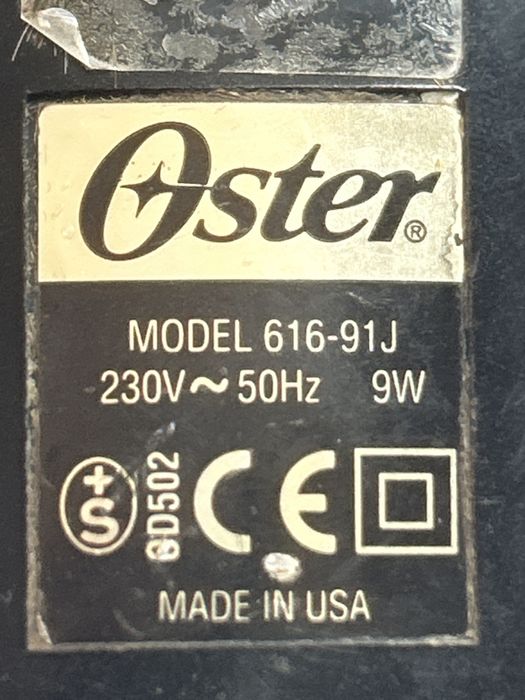 Oster®
MODEL 616-91J
230V~50Hz 9W
+S GD502 CE
MADE IN USA